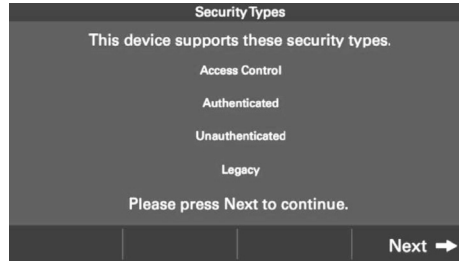 Security Types
This device supports these security types.
Access Control
Authenticated
Unauthenticated
Legacy
Please press Next to continue.
Next